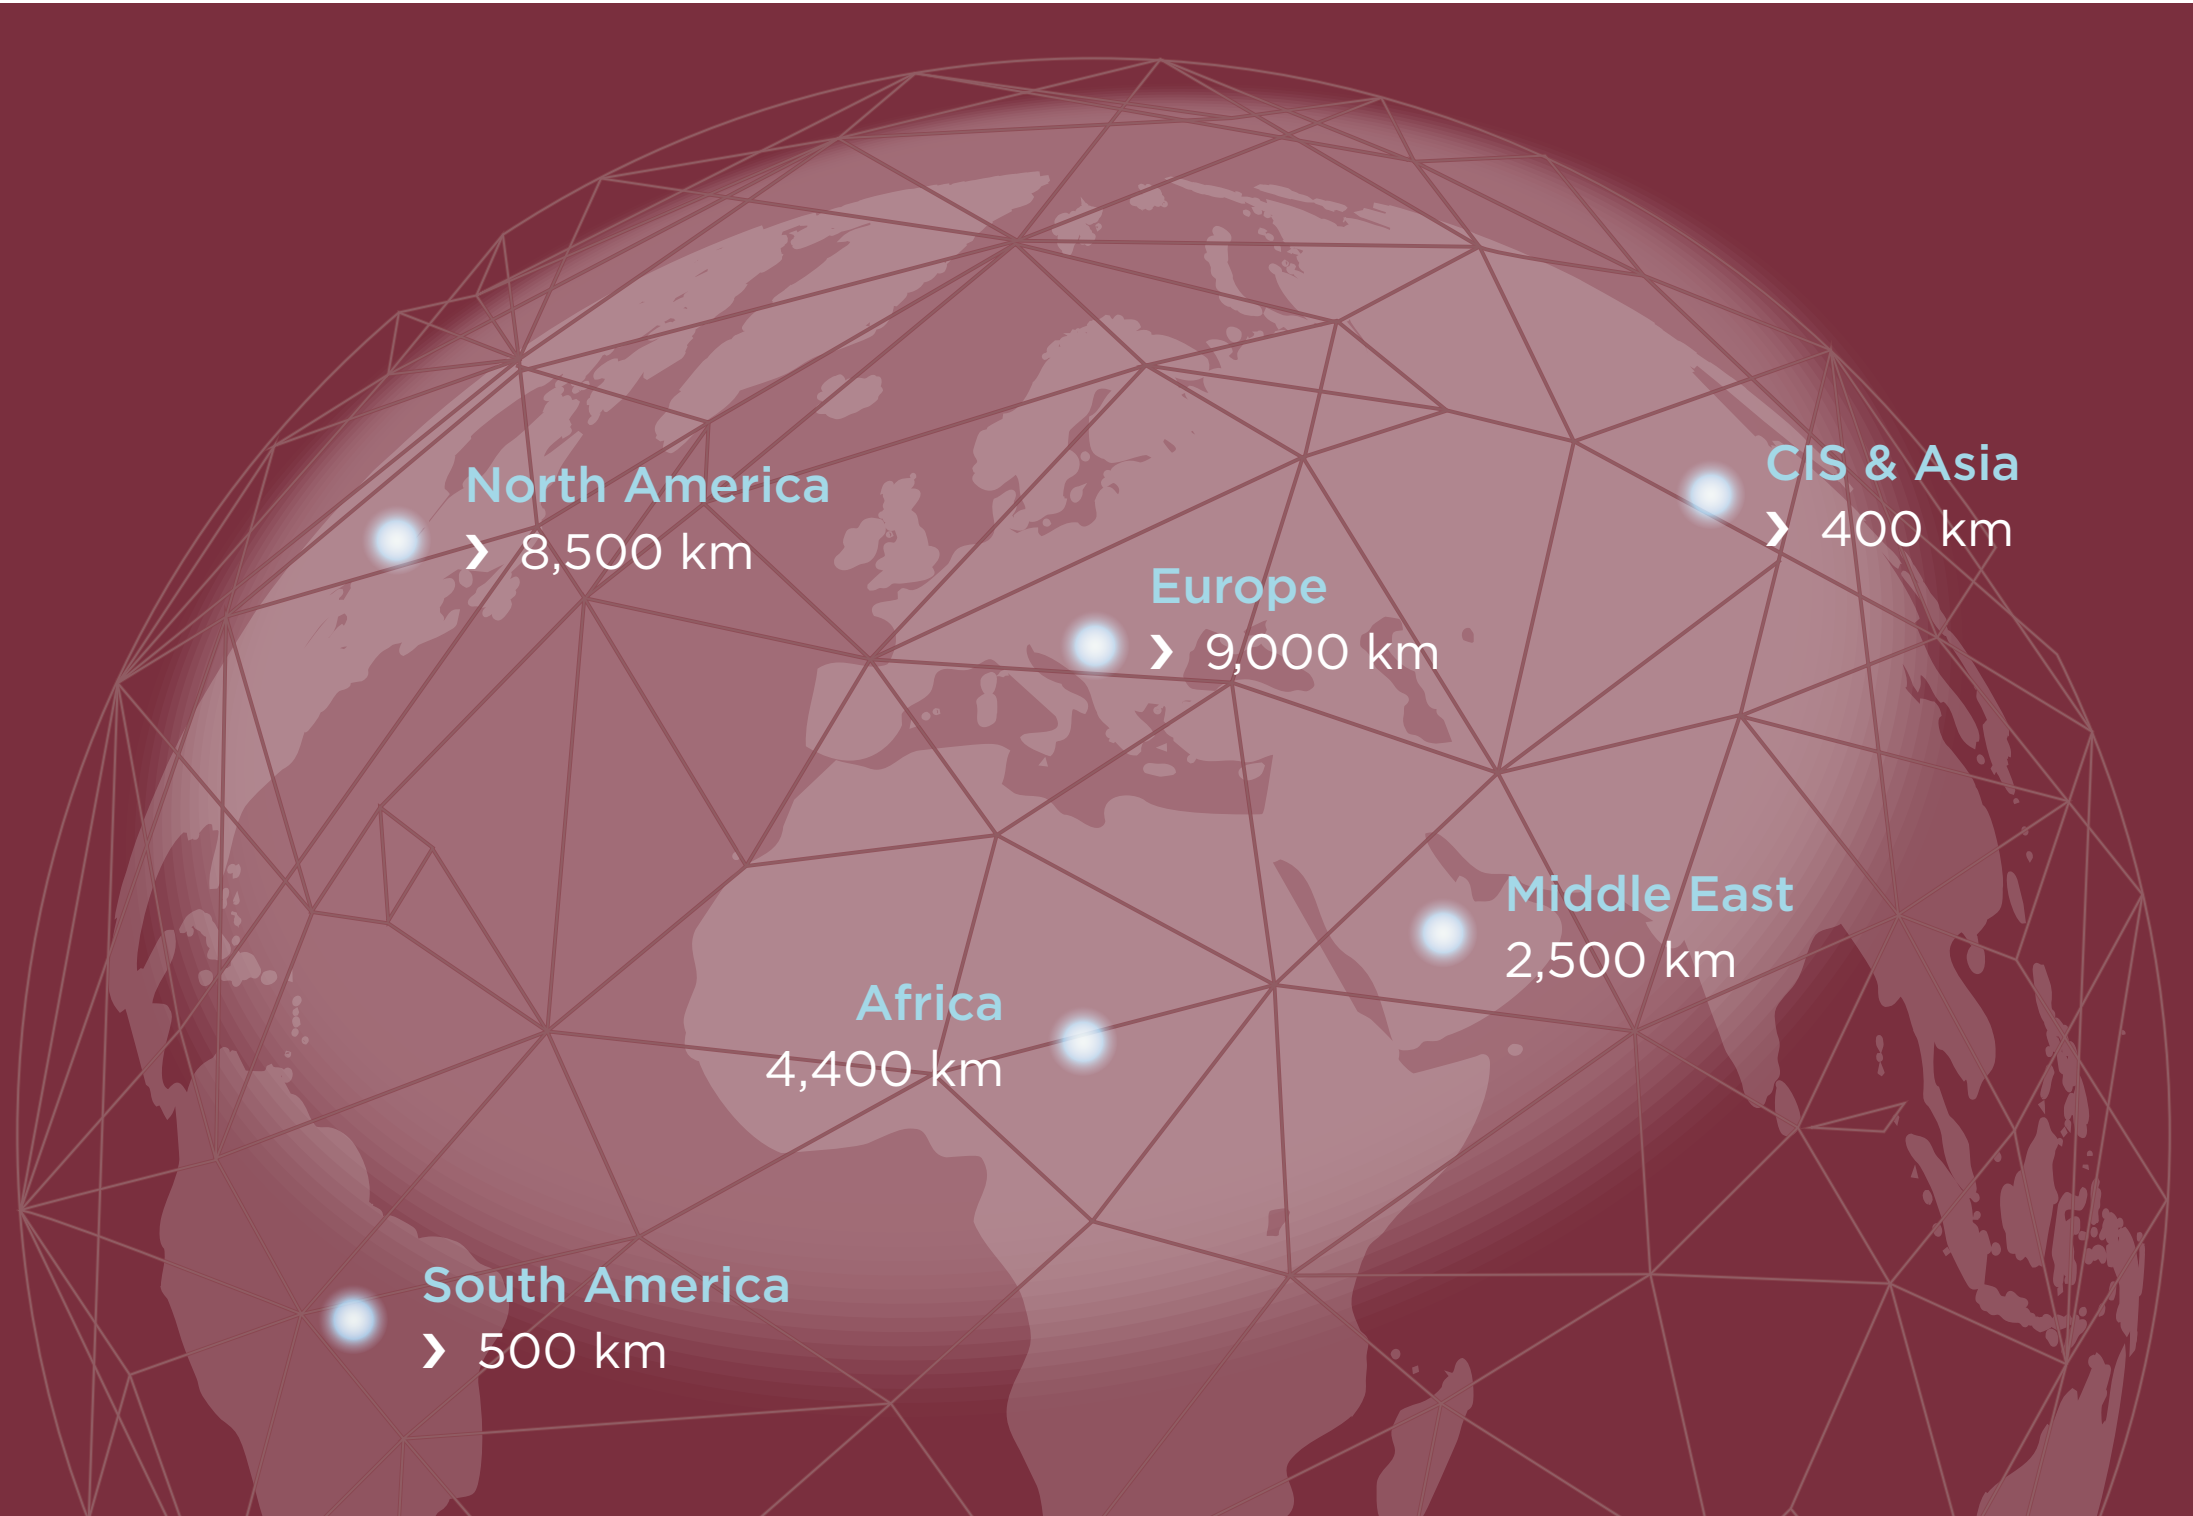 North America
❯ 8,500 km
CIS & Asia
❯ 400 km
Europe
❯ 9,000 km
Middle East
2,500 km
Africa
4,400 km
South America
❯ 500 km